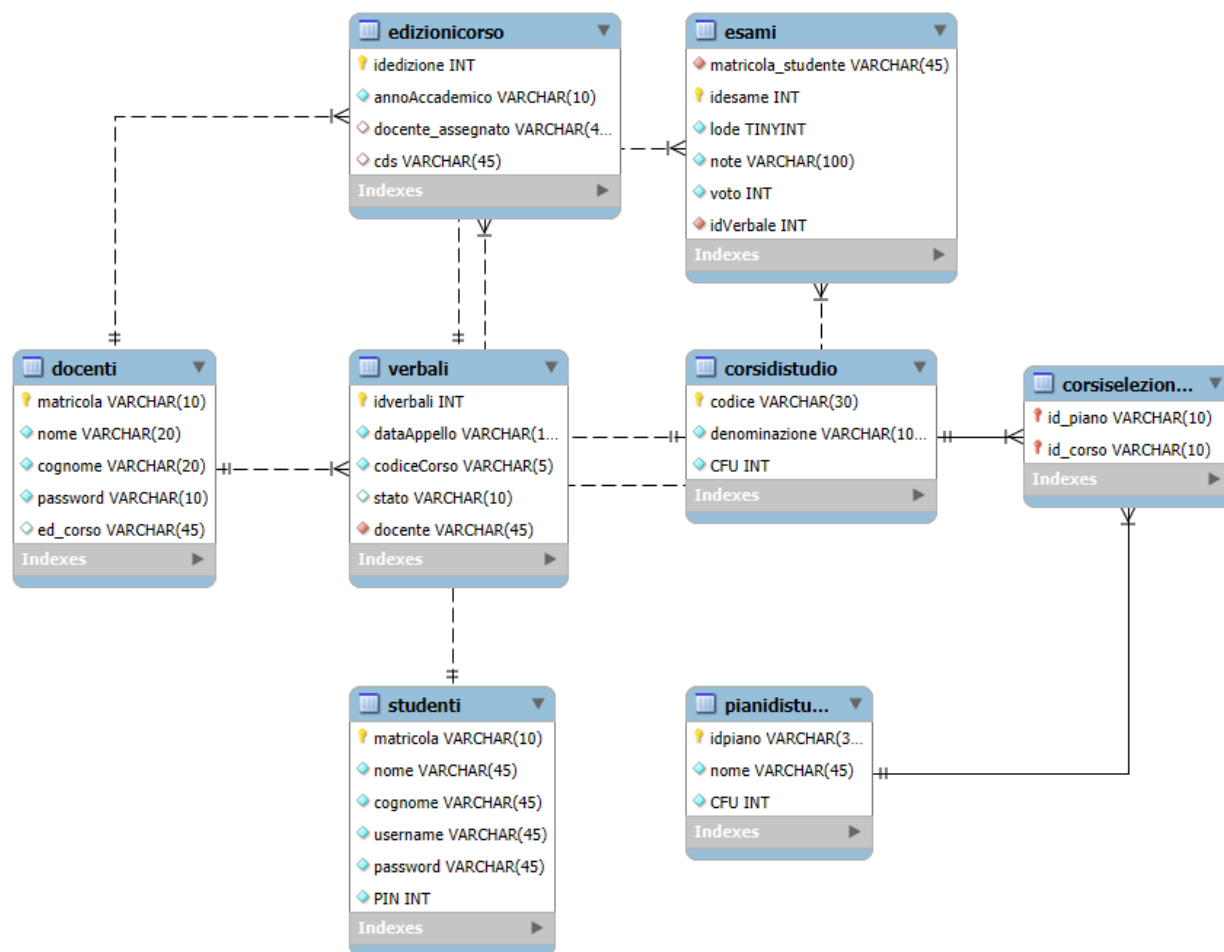 edizionicorso
idedizione INT
annoAccademico VARCHAR(10)
docente_assegnato VARCHAR(4...
cds VARCHAR(45)
Indexes
esami
matricola_studente VARCHAR(45)
idesame INT
lode TINYINT
note VARCHAR(100)
voto INT
idVerbale INT
Indexes
docenti
matricola VARCHAR(10)
nome VARCHAR(20)
cognome VARCHAR(20)
password VARCHAR(10)
ed_corso VARCHAR(45)
Indexes
verbali
idverbali INT
dataAppello VARCHAR(1...
codiceCorso VARCHAR(5)
stato VARCHAR(10)
docente VARCHAR(45)
Indexes
corsidistudio
codice VARCHAR(30)
denominazione VARCHAR(10...
CFU INT
Indexes
corsiselezion...
id_piano VARCHAR(10)
id_corso VARCHAR(10)
Indexes
studenti
matricola VARCHAR(10)
nome VARCHAR(45)
cognome VARCHAR(45)
username VARCHAR(45)
password VARCHAR(45)
PIN INT
Indexes
pianidistu...
idpiano VARCHAR(3...
nome VARCHAR(45)
CFU INT
Indexes